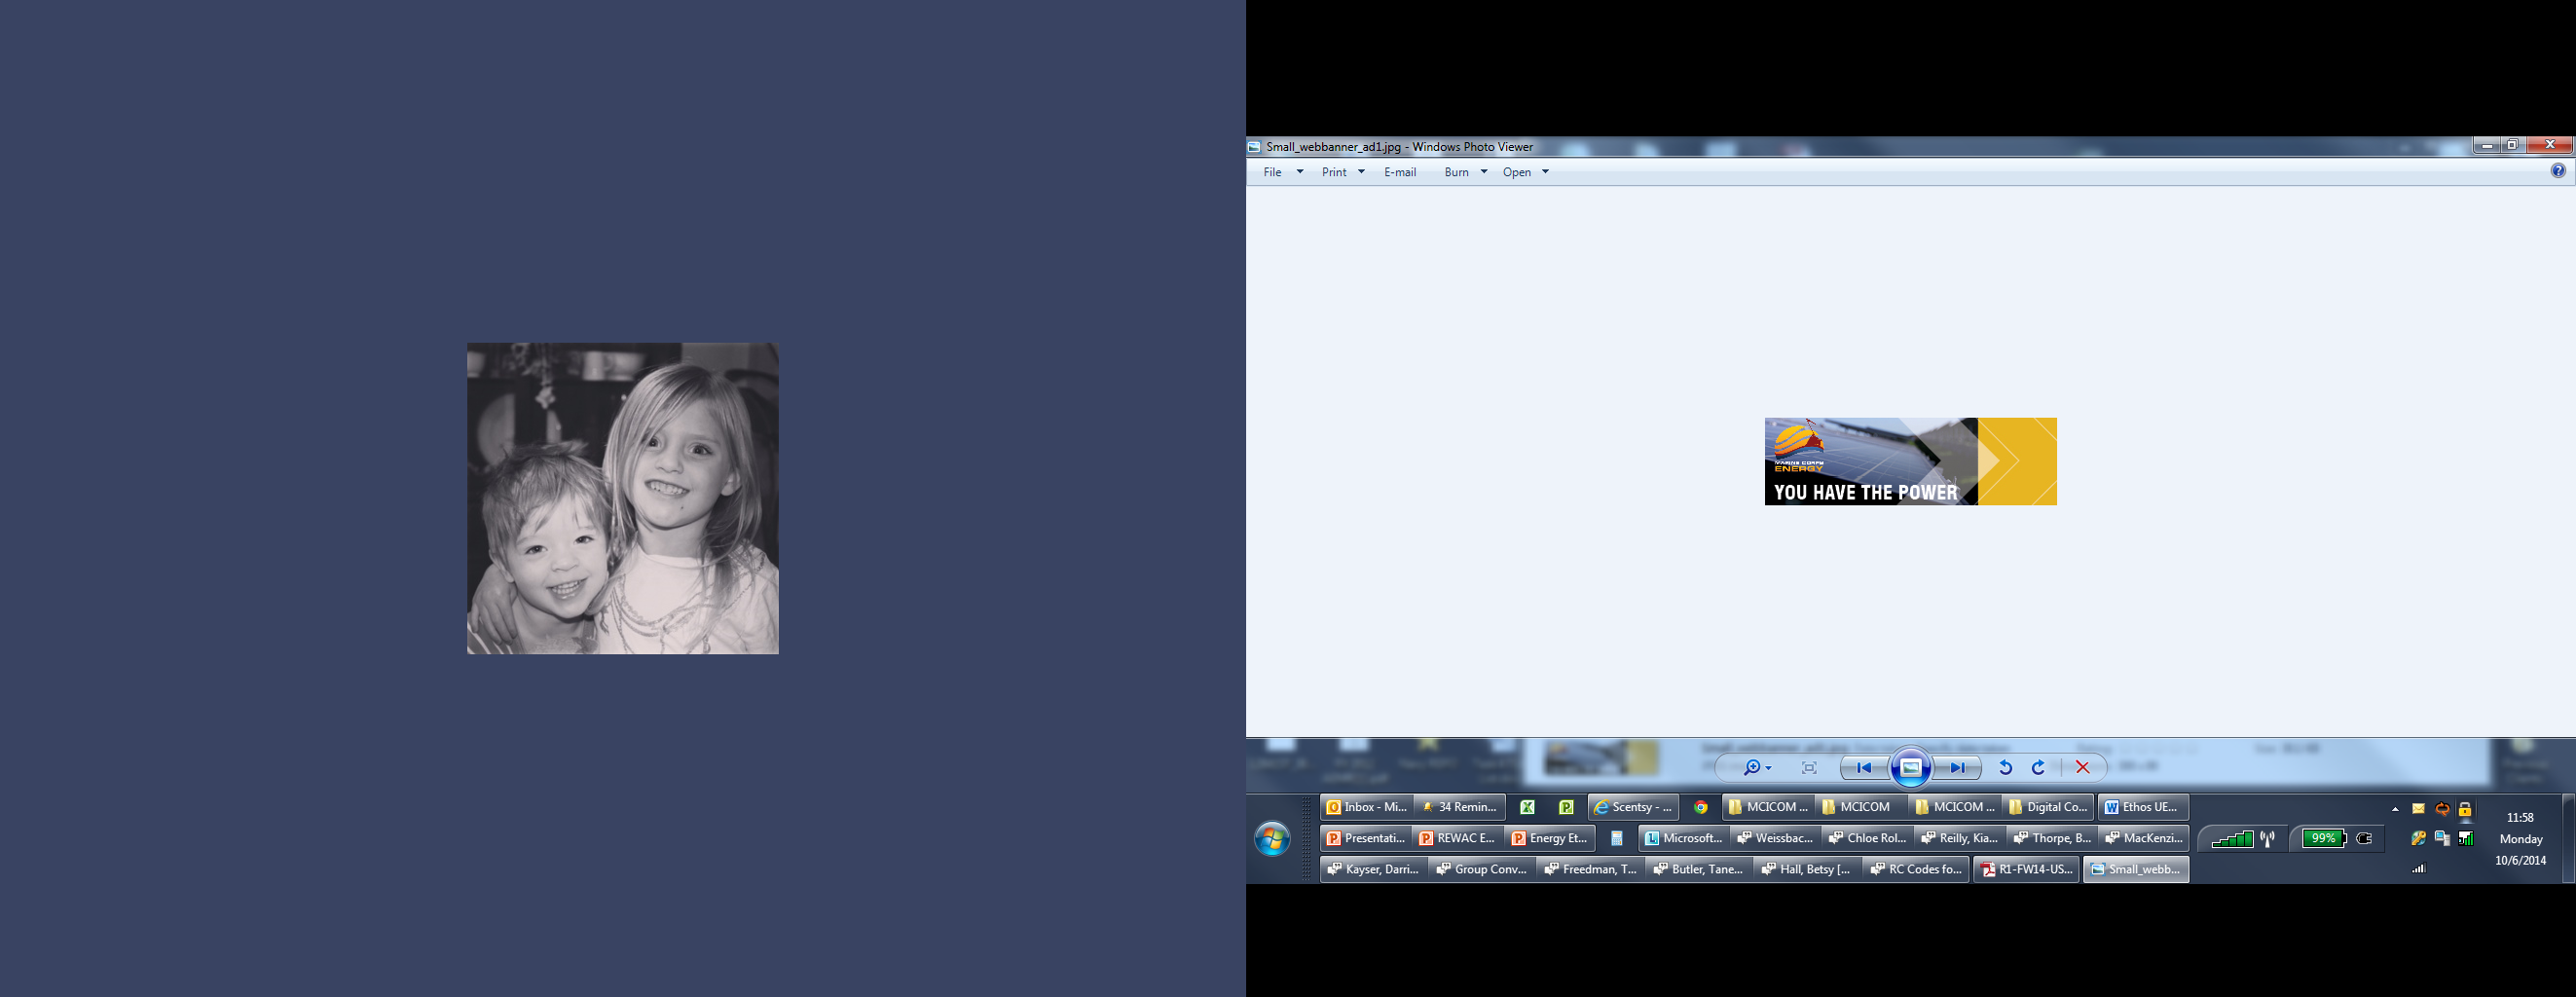 Small_webbanner_ad1.jpg - Windows Photo Viewer
File Print E-mail Burn Open
MARINE CORPS
ENERGY
YOU HAVE THE POWER
Inbox - Mi... 34 Remin... Scentsy - ... MCICOM ... MCICOM MCICOM ... Digital Co... Ethos UE...
Presentati... REWAC E... Energy Et... Microsoft... Weissbac... Chloe Rol... Reilly, Kia... Thorpe, B... MacKenzi...
Kayser, Darri... Group Conv... Freedman, T... Butler, Tane... Hall, Betsy [... RC Codes fo... R1-FW14-US... Small_webb...
99%
11:58
Monday
10/6/2014